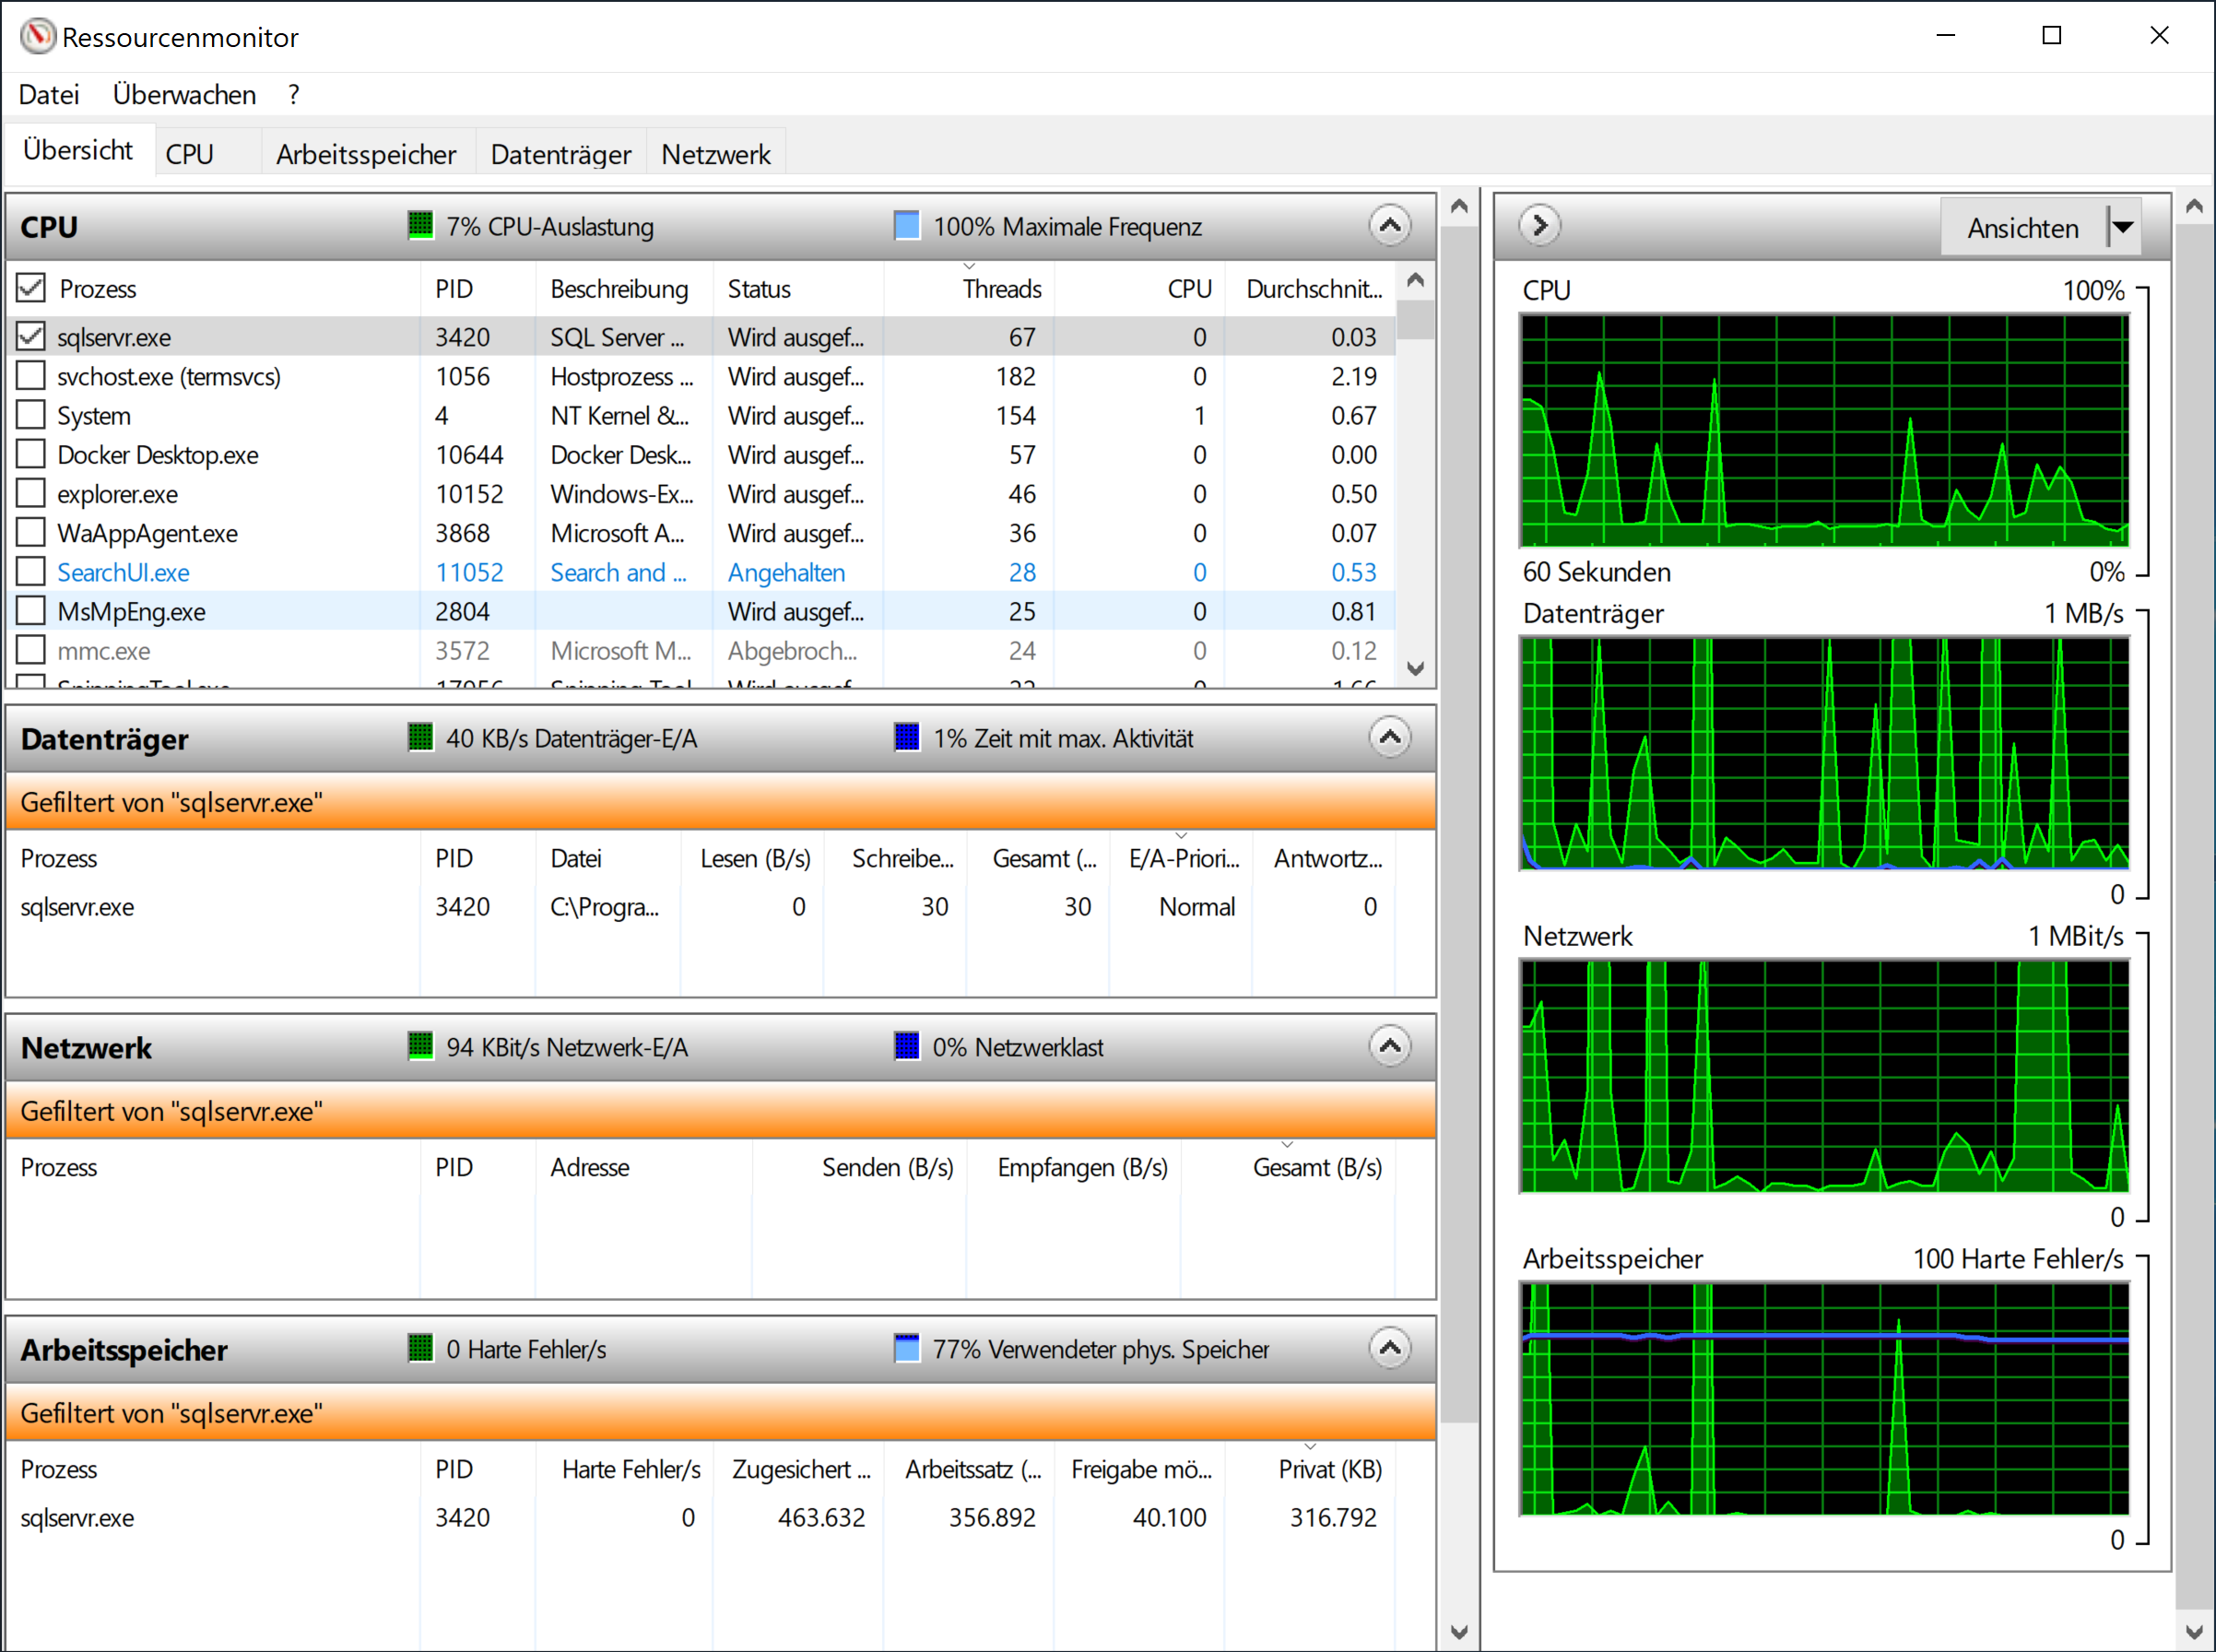 Ressourcenmonitor
Datei Überwachen ?
Übersicht CPU Arbeitsspeicher Datenträger Netzwerk
CPU 7% CPU-Auslastung 100% Maximale Frequenz
Prozess PID Beschreibung Status Threads CPU Durchschnit...
sqlservr.exe 3420 SQL Server ... Wird ausgef... 67 0 0.03
svchost.exe (termsvcs) 1056 Hostprozess ... Wird ausgef... 182 0 2.19
System 4 NT Kernel &... Wird ausgef... 154 1 0.67
Docker Desktop.exe 10644 Docker Desk... Wird ausgef... 57 0 0.00
explorer.exe 10152 Windows-Ex... Wird ausgef... 46 0 0.50
WaAppAgent.exe 3868 Microsoft A... Wird ausgef... 36 0 0.07
SearchUI.exe 11052 Search and ... Angehalten 28 0 0.53
MsMpEng.exe 2804 Wird ausgef... 25 0 0.81
mmc.exe 3572 Microsoft M... Abgebroch... 24 0 0.12
Datenträger 40 KB/s Datenträger-E/A 1% Zeit mit max. Aktivität
Gefiltert von "sqlservr.exe"
Prozess PID Datei Lesen (B/s) Schreibe... Gesamt (... E/A-Priori... Antwortz...
sqlservr.exe 3420 C:\Progra... 0 30 30 Normal 0
Netzwerk 94 KBit/s Netzwerk-E/A 0% Netzwerklast
Gefiltert von "sqlservr.exe"
Prozess PID Adresse Senden (B/s) Empfangen (B/s) Gesamt (B/s)
Arbeitsspeicher 0 Harte Fehler/s 77% Verwendeter phys. Speicher
Gefiltert von "sqlservr.exe"
Prozess PID Harte Fehler/s Zugesichert ... Arbeitssatz (... Freigabe mö... Privat (KB)
sqlservr.exe 3420 0 463.632 356.892 40.100 316.792
Ansichten
CPU 100%
60 Sekunden 0%
Datenträger 1 MB/s
0
Netzwerk 1 MBit/s
0
Arbeitsspeicher 100 Harte Fehler/s
0